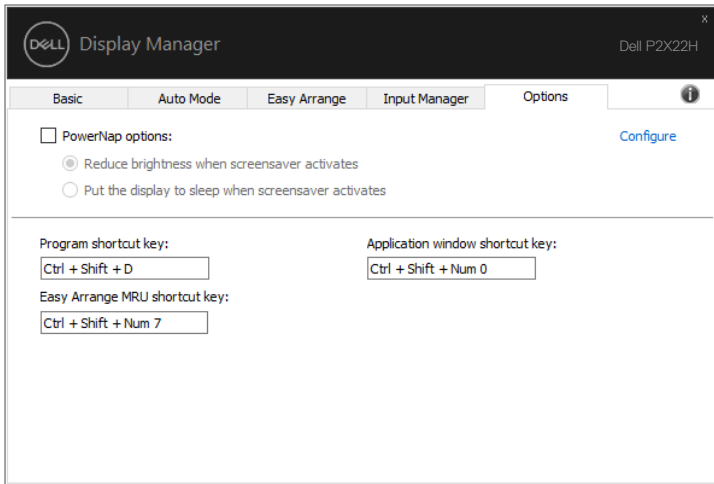 x
DELL Display Manager
Dell P2X22H
Basic Auto Mode Easy Arrange Input Manager Options i
PowerNap options: Configure
Reduce brightness when screensaver activates
Put the display to sleep when screensaver activates
Program shortcut key: Application window shortcut key:
Ctrl + Shift + D Ctrl + Shift + Num 0
Easy Arrange MRU shortcut key:
Ctrl + Shift + Num 7